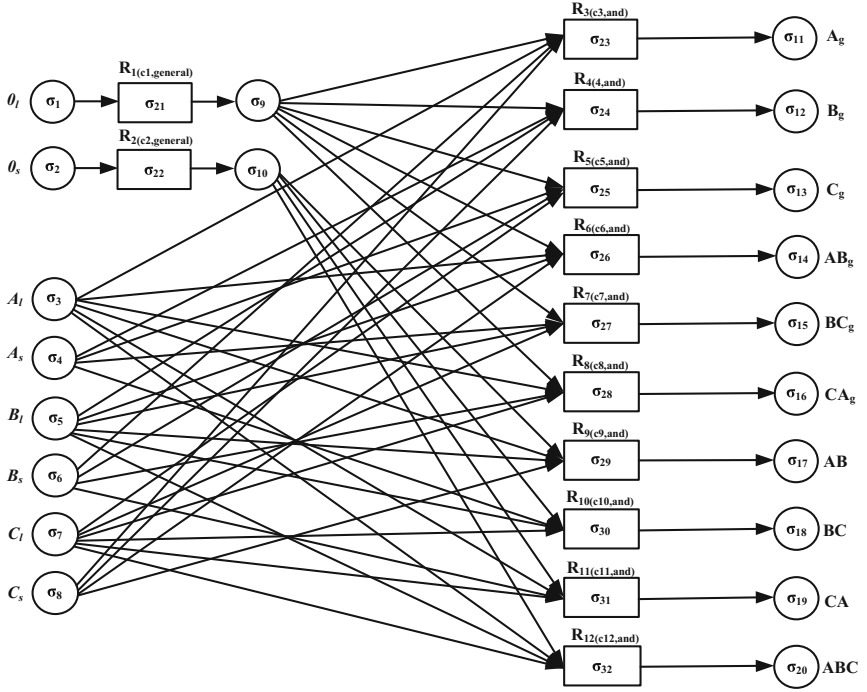 R3(c3,and)
σ23
σ11
Ag
R1(c1,general)
0l
σ1
σ21
σ9
R4(4,and)
σ24
σ12
Bg
R2(c2,general)
0s
σ2
σ22
σ10
R5(c5,and)
σ25
σ13
Cg
R6(c6,and)
σ26
σ14
ABg
Al
σ3
R7(c7,and)
σ27
σ15
BCg
As
σ4
R8(c8,and)
σ28
σ16
CAg
Bl
σ5
R9(c9,and)
σ29
σ17
AB
Bs
σ6
R10(c10,and)
σ30
σ18
BC
Cl
σ7
R11(c11,and)
σ31
σ19
CA
Cs
σ8
R12(c12,and)
σ32
σ20
ABC